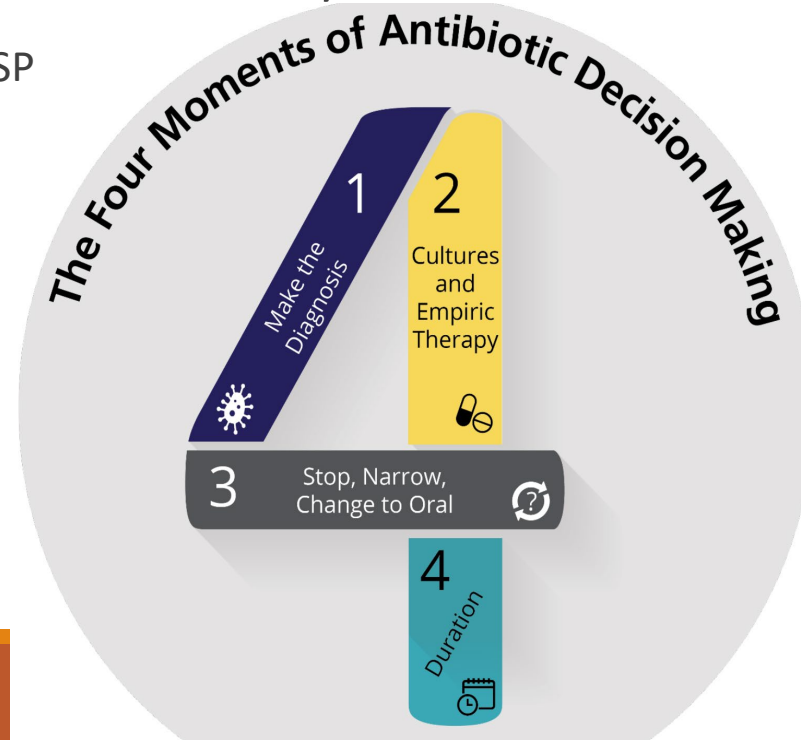 SP
The Four Moments of Antibiotic Decision Making
1
Make the
Diagnosis
2
Cultures
and
Empiric
Therapy
3
Stop, Narrow,
Change to Oral
?
4
Duration